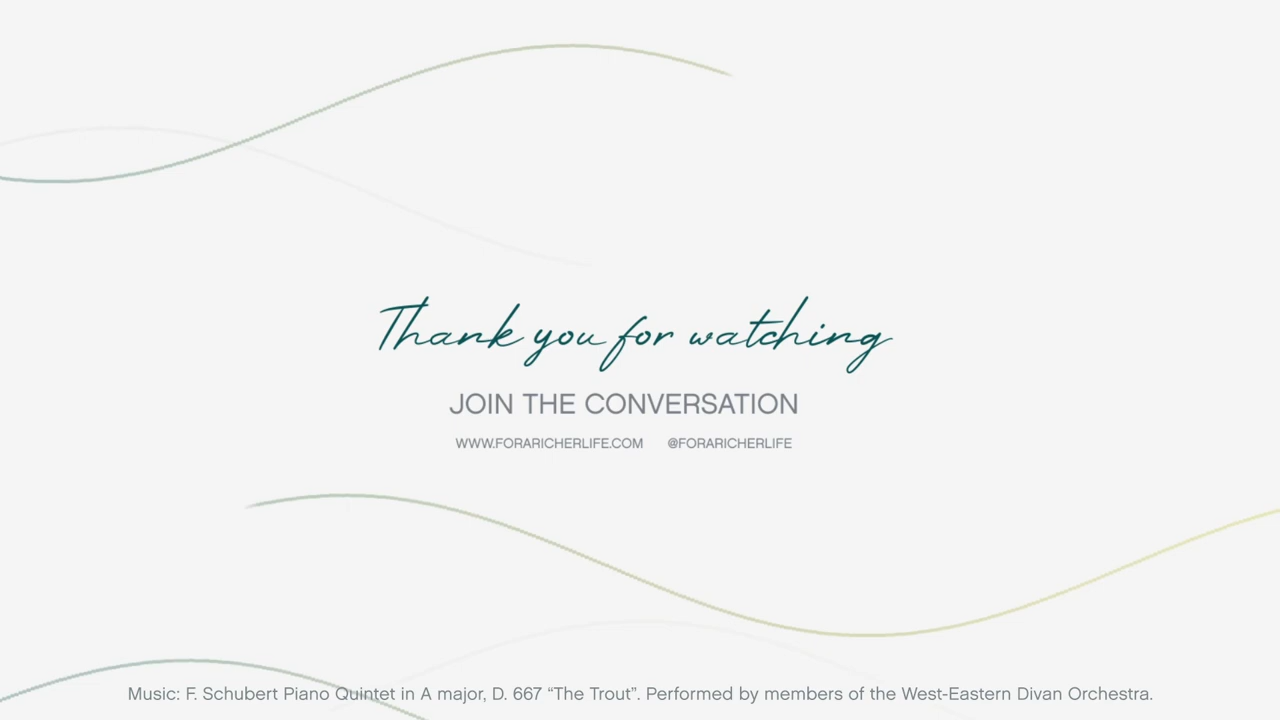 Thank you for watching
JOIN THE CONVERSATION
WWW.FORARICHERLIFE.COM @FORARICHERLIFE
Music: F. Schubert Piano Quintet in A major, D. 667 “The Trout”. Performed by members of the West-Eastern Divan Orchestra.